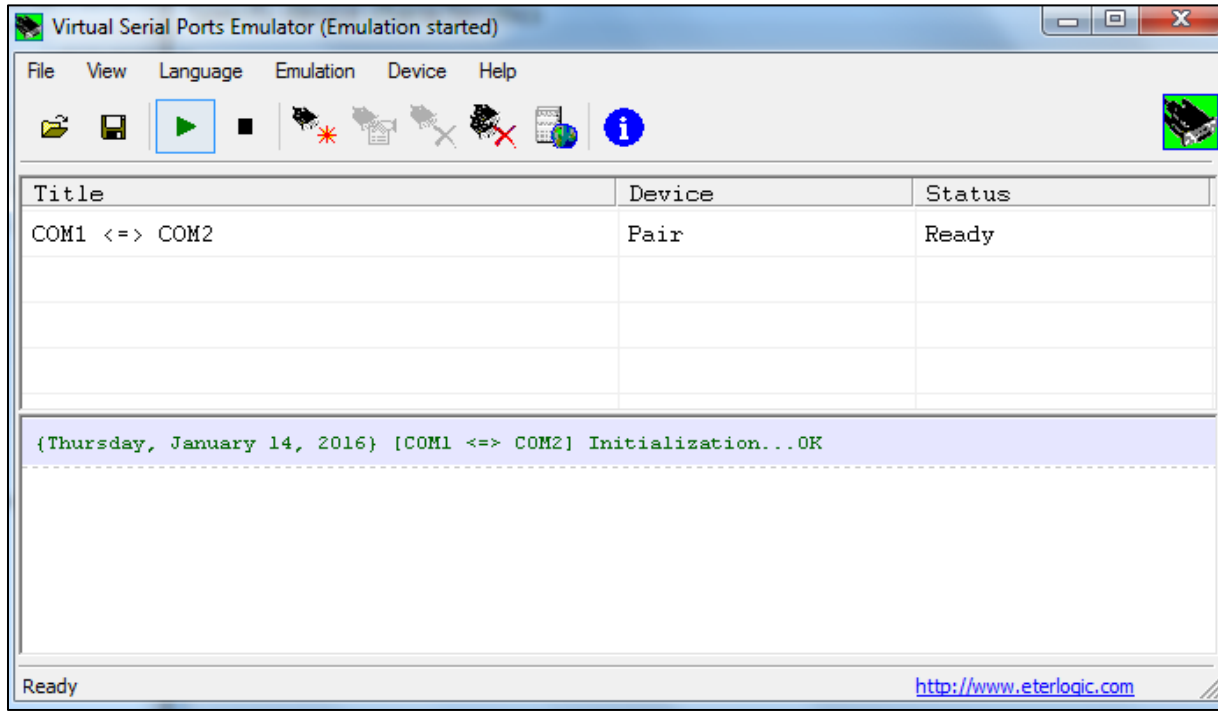 Virtual Serial Ports Emulator (Emulation started)
File View Language Emulation Device Help
Title Device Status
COM1 <=> COM2 Pair Ready
{Thursday, January 14, 2016} [COM1 <=> COM2] Initialization...OK
Ready http://www.eterlogic.com